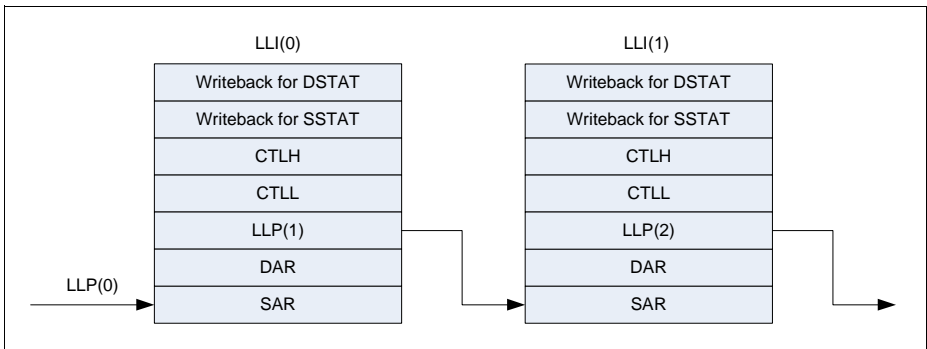 LLI(0)
Writeback for DSTAT
Writeback for SSTAT
CTLH
CTLL
LLP(1)
DAR
SAR
LLP(0)
LLI(1)
Writeback for DSTAT
Writeback for SSTAT
CTLH
CTLL
LLP(2)
DAR
SAR